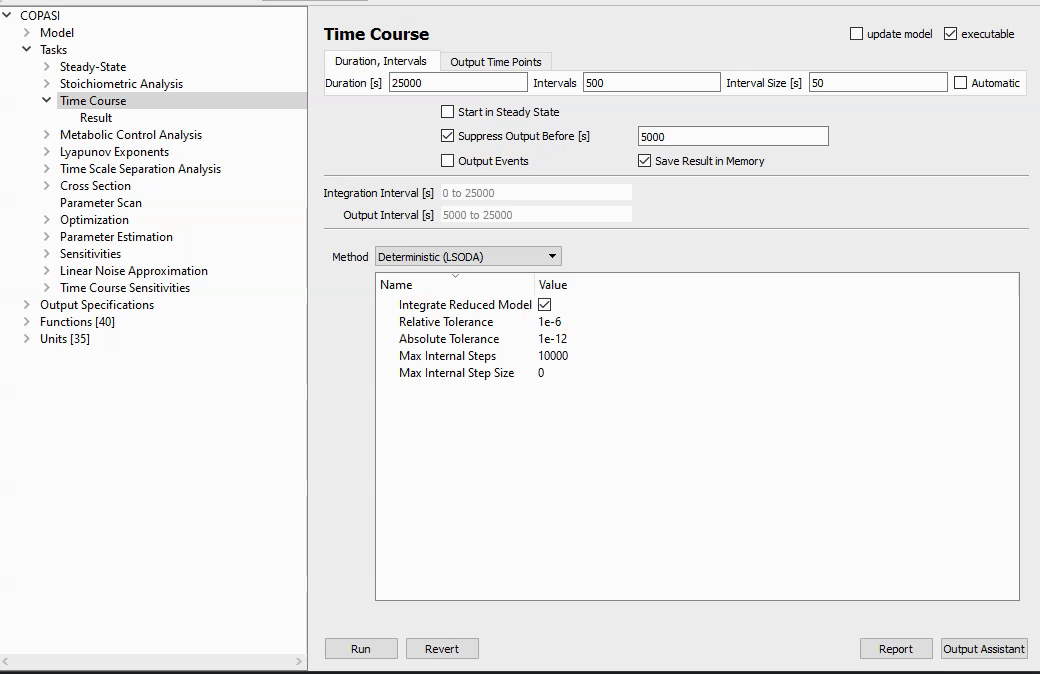 COPASI
Model
Tasks
Steady-State
Stoichiometric Analysis
Time Course
Result
Metabolic Control Analysis
Lyapunov Exponents
Time Scale Separation Analysis
Cross Section
Parameter Scan
Optimization
Parameter Estimation
Sensitivities
Linear Noise Approximation
Time Course Sensitivities
Output Specifications
Functions [40]
Units [35]
Time Course
update model executable
Duration, Intervals Output Time Points
Duration [s] 25000 Intervals 500 Interval Size [s] 50 Automatic
Start in Steady State
Suppress Output Before [s] 5000
Output Events Save Result in Memory
Integration Interval [s] 0 to 25000
Output Interval [s] 5000 to 25000
Method Deterministic (LSODA)
Name Value
Integrate Reduced Model
Relative Tolerance 1e-6
Absolute Tolerance 1e-12
Max Internal Steps 10000
Max Internal Step Size 0
Run Revert Report Output Assistant